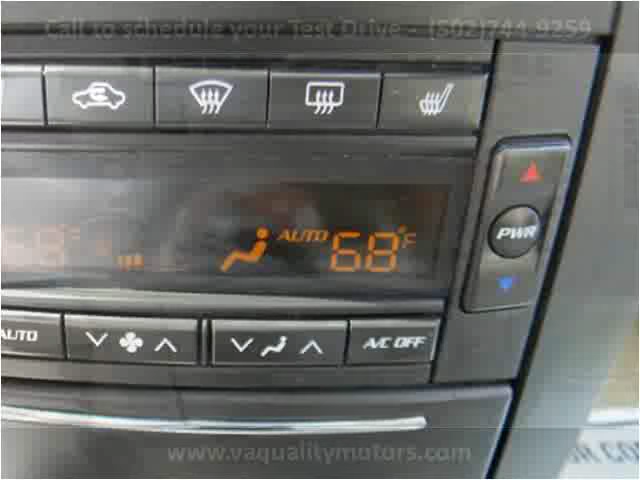 Call to schedule your Test Drive - (502)744-9259
AUTO 68°F
PWR
AUTO
A/C OFF
www.vaqualitymotors.com